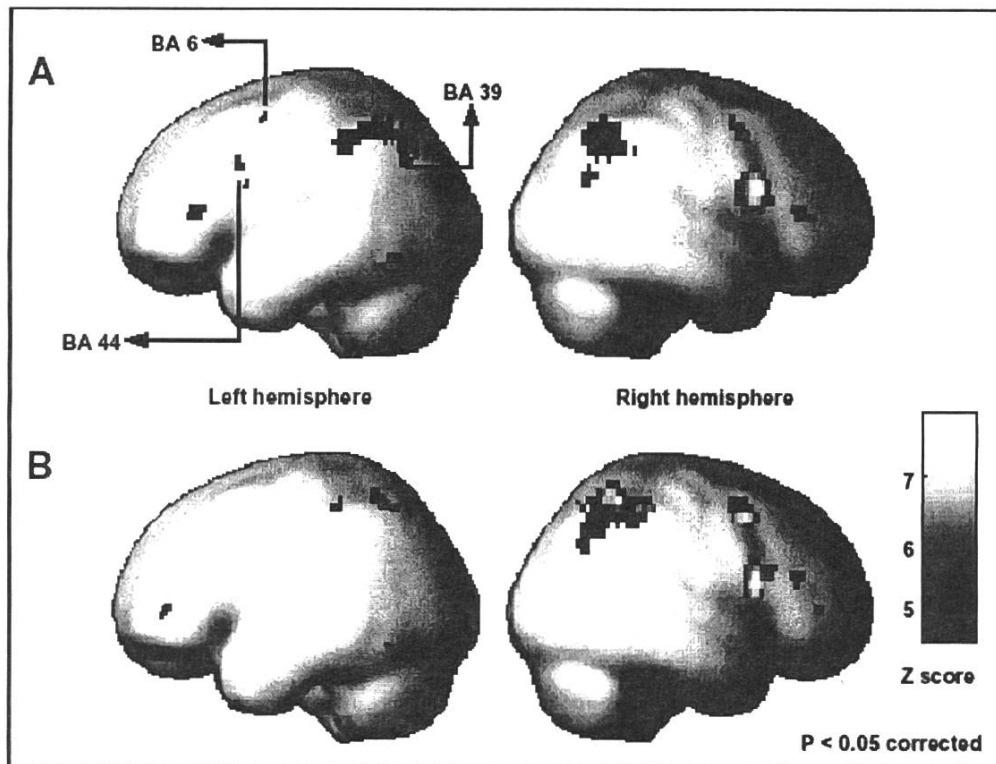 A
BA 6
BA 39
BA 44
Left hemisphere
Right hemisphere
B
7
6
5
Z score
P < 0.05 corrected